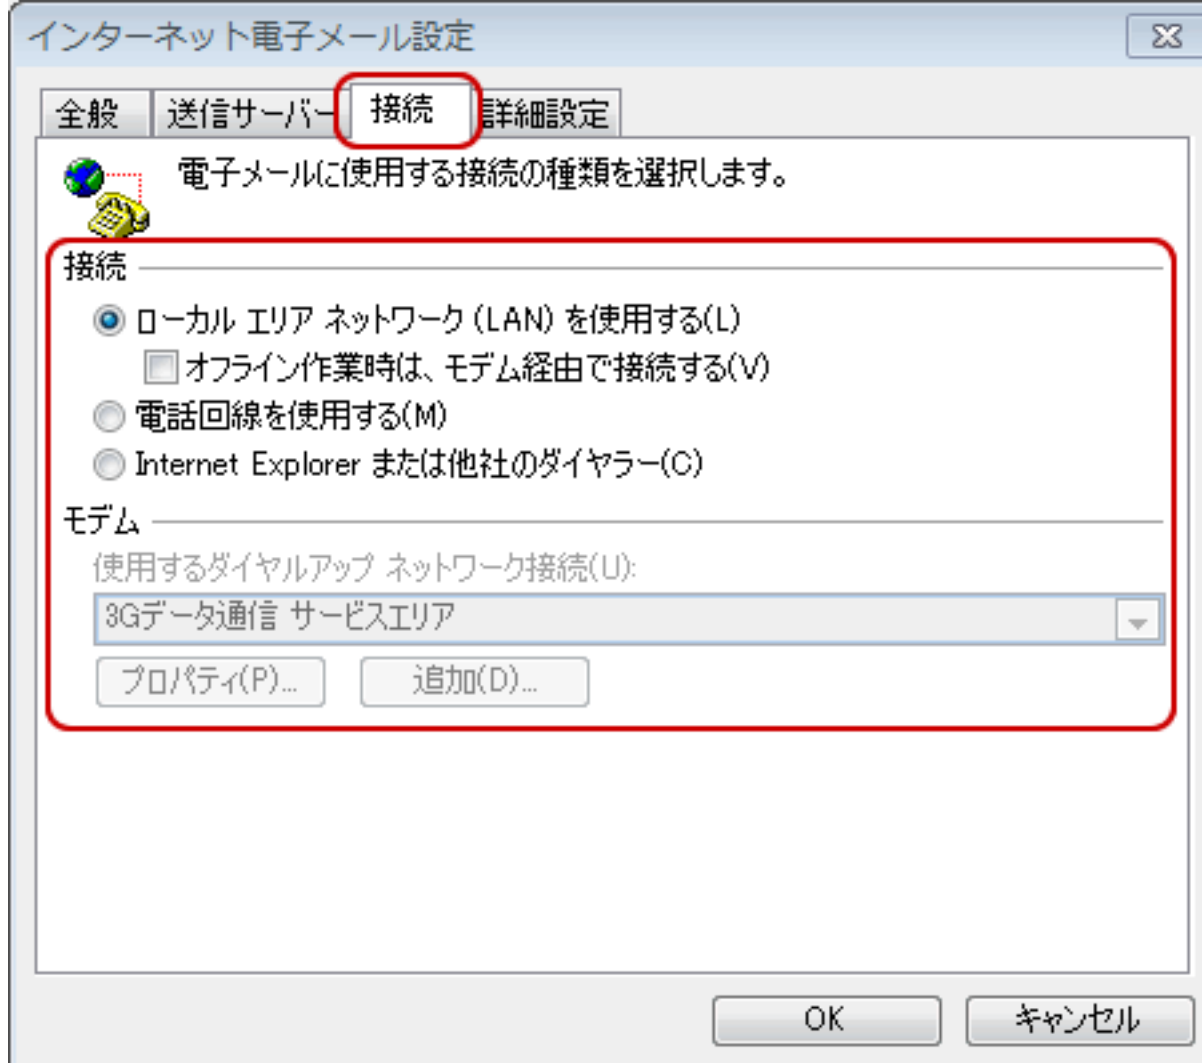 インターネット電子メール設定
全般 送信サーバー 接続 詳細設定
電子メールに使用する接続の種類を選択します。
接続
ローカル エリア ネットワーク (LAN) を使用する(L)
オフライン作業時は、モデム経由で接続する(V)
電話回線を使用する(M)
Internet Explorer または他社のダイヤラー(C)
モデム
使用するダイヤルアップ ネットワーク接続(U):
3Gデータ通信 サービスエリア
プロパティ(P)... 追加(D)...
OK キャンセル